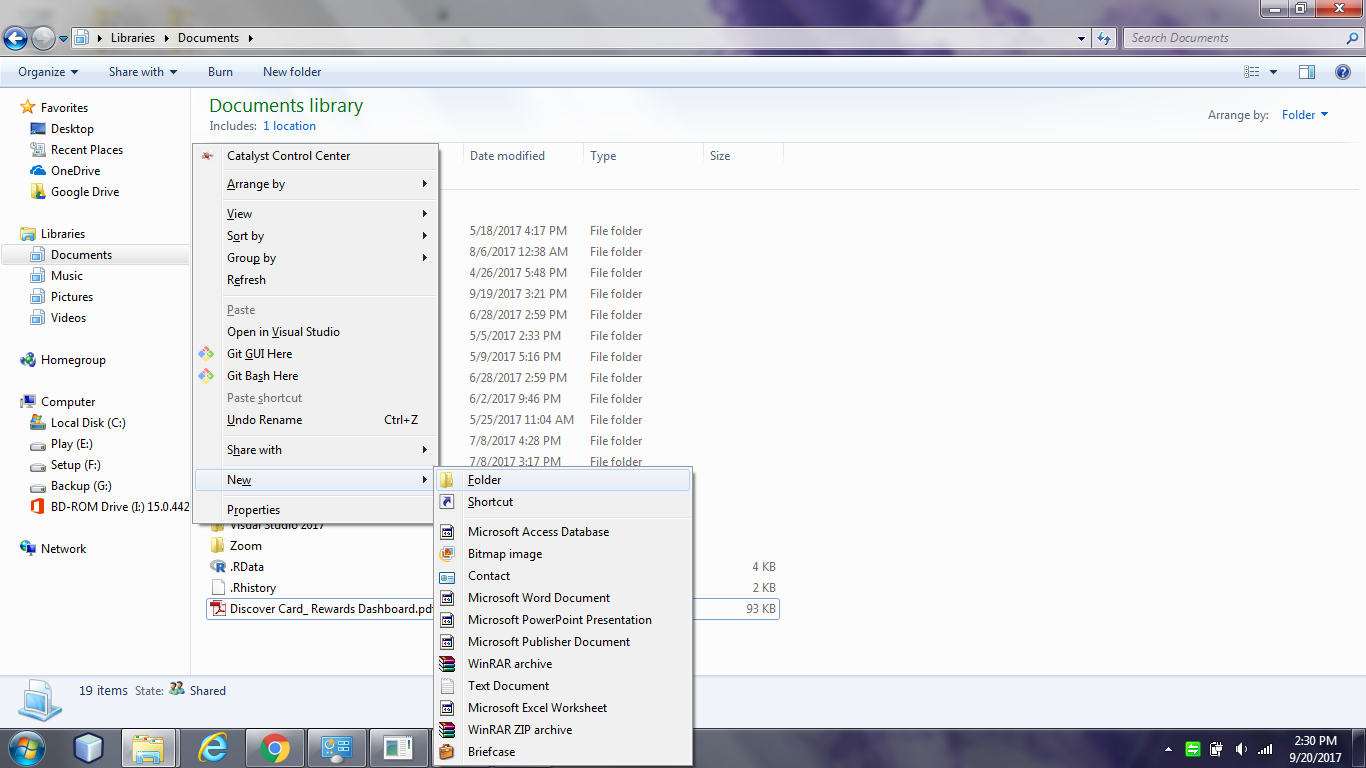 Libraries Documents
Search Documents
Organize Share with Burn New folder
Documents library
Includes: 1 location
Arrange by: Folder
Favorites
Desktop
Recent Places
OneDrive
Google Drive
Libraries
Documents
Music
Pictures
Videos
Homegroup
Computer
Local Disk (C:)
Play (E:)
Setup (F:)
Backup (G:)
BD-ROM Drive (I:) 15.0.442
Network
Catalyst Control Center
Arrange by
View
Sort by
Group by
Refresh
Paste
Open in Visual Studio
Git GUI Here
Git Bash Here
Paste shortcut
Undo Rename Ctrl+Z
Share with
New
Properties
Date modified Type Size
5/18/2017 4:17 PM File folder
8/6/2017 12:38 AM File folder
4/26/2017 5:48 PM File folder
9/19/2017 3:21 PM File folder
6/28/2017 2:59 PM File folder
5/5/2017 2:33 PM File folder
5/9/2017 5:16 PM File folder
6/28/2017 2:59 PM File folder
6/2/2017 9:46 PM File folder
5/25/2017 11:04 AM File folder
7/8/2017 4:28 PM File folder
7/8/2017 3:17 PM File folder
Visual Studio 2017
Zoom
.RData 4 KB
.Rhistory 2 KB
Discover Card_ Rewards Dashboard.pdf 93 KB
Folder
Shortcut
Microsoft Access Database
Bitmap image
Contact
Microsoft Word Document
Microsoft PowerPoint Presentation
Microsoft Publisher Document
WinRAR archive
Text Document
Microsoft Excel Worksheet
WinRAR ZIP archive
Briefcase
19 items State: Shared
2:30 PM
9/20/2017